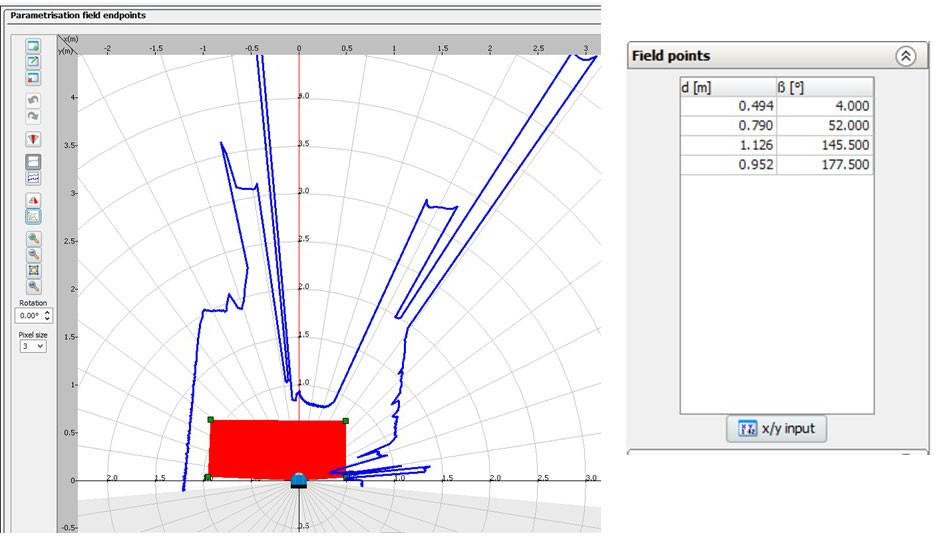 Parametrisation field endpoints
x(m)
y(m)
-2 -1.5 -1 -0.5 0 0.5 1 1.5 2 2.5 3
4
3.5
3
2.5
2
1.5
1
0.5
0
-0.5
4.0
3.5
3.0
2.5
2.0
1.5
1.0
2.0 1.5 1.0 1.5 2.0 2.5 3.0
0.5
Rotation
0.00°
Pixel size
3
Field points
d [m] ß [°]
0.494 4.000
0.790 52.000
1.126 145.500
0.952 177.500
x/y input